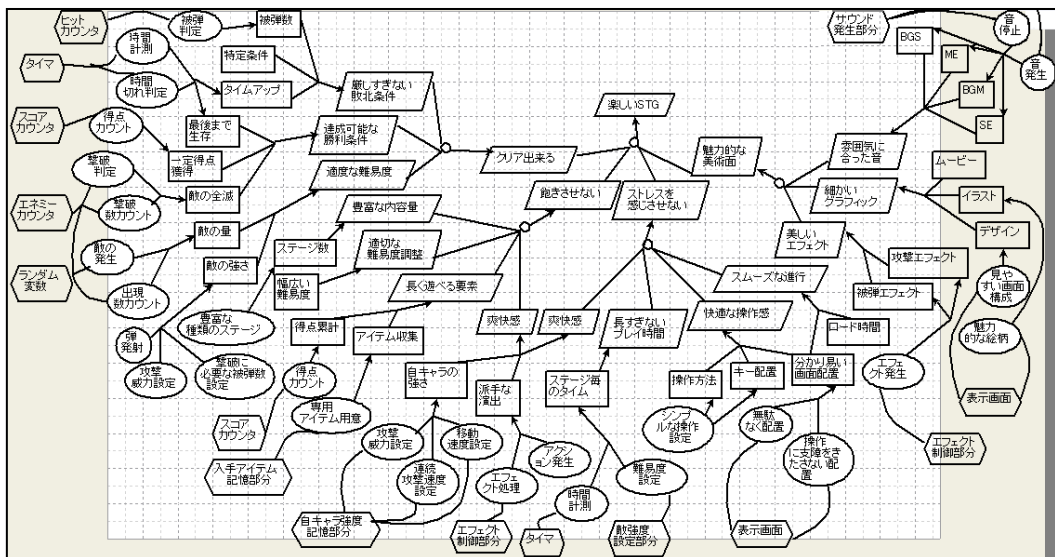 ヒット
カウンタ
被弾
判定
被弾数
サウンド
発生部分
音
停止
時間
計測
特定条件
BGS
ME
音
発生
タイマ
時間
切れ判定
タイムアップ
厳しすぎない
敗北条件
楽しいSTG
BGM
スコア
カウンタ
得点
カウント
最後まで
生存
達成可能な
勝利条件
SE
一定得点
獲得
クリア出来る
魅力的な
美術面
雰囲気に
合った音
撃破
判定
適度な難易度
ムービー
エネミー
カウンタ
撃破
数カウント
敵の全滅
飽きさせない
ストレスを
感じさせない
細かい
グラフィック
イラスト
豊富な内容量
敵の
発生
敵の量
ステージ数
適切な
難易度調整
美しい
エフェクト
デザイン
ランダム
変数
敵の強さ
幅広い
難易度
長く遊べる要素
スムーズな進行
攻撃エフェクト
見や
すい画面
構成
出現
数カウント
被弾エフェクト
豊富な
種類のステージ
得点累計
アイテム収集
爽快感
爽快感
長すぎない
プレイ時間
快適な操作感
ロード時間
魅力
的な絵柄
弾
発射
攻撃
威力設定
撃破に
必要な被弾数
設定
得点
カウント
自キャラの
強さ
派手な
演出
ステージ毎
のタイム
操作方法
キー配置
分かり易い
画面配置
エフェ
クト発生
表示画面
専用
アイテム用意
スコア
カウンタ
攻撃
威力設定
移動
速度設定
シンプ
ルな操作
設定
無駄
なく配置
操作
に支障をき
たさない配
置
エフェクト
制御部分
入手アイテム
記憶部分
連続
攻撃速度
設定
アクシ
ョン発生
エフェ
クト処理
難易度
設定
時間
計測
自キャラ強度
記憶部分
エフェクト
制御部分
タイマ
敵強度
設定部分
表示画面